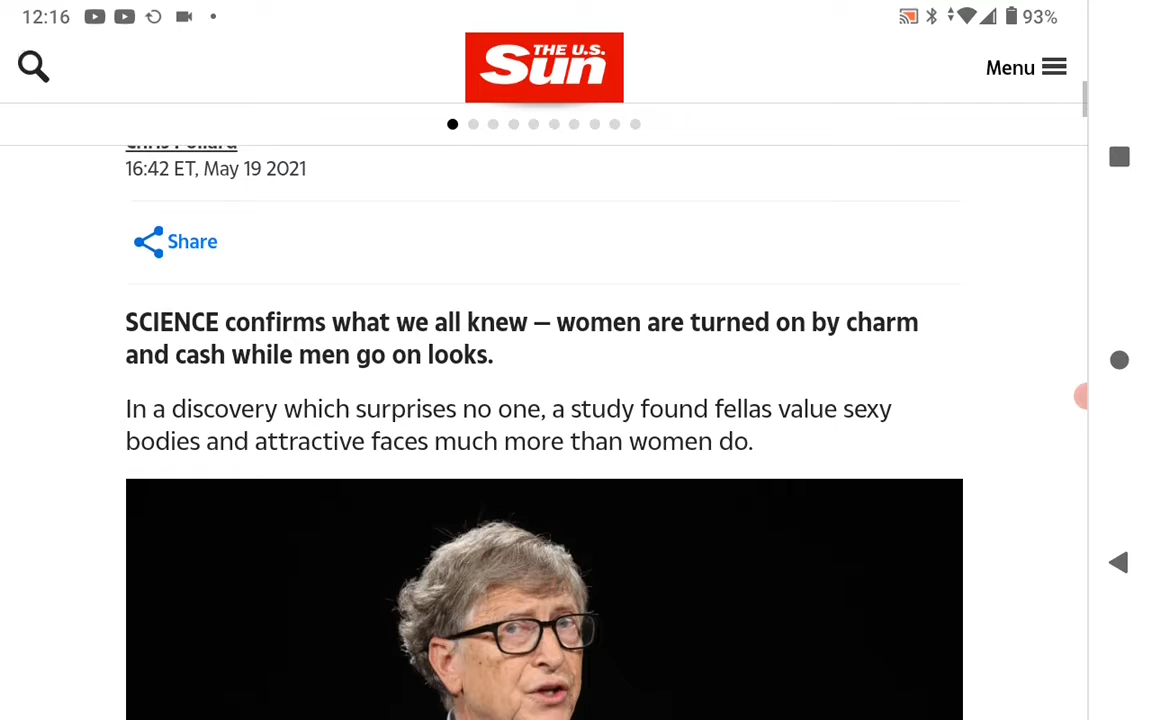 12:16
93%
THE U.S.
Sun
Menu
Chris Pollard
16:42 ET, May 19 2021
Share
SCIENCE confirms what we all knew – women are turned on by charm
and cash while men go on looks.
In a discovery which surprises no one, a study found fellas value sexy
bodies and attractive faces much more than women do.